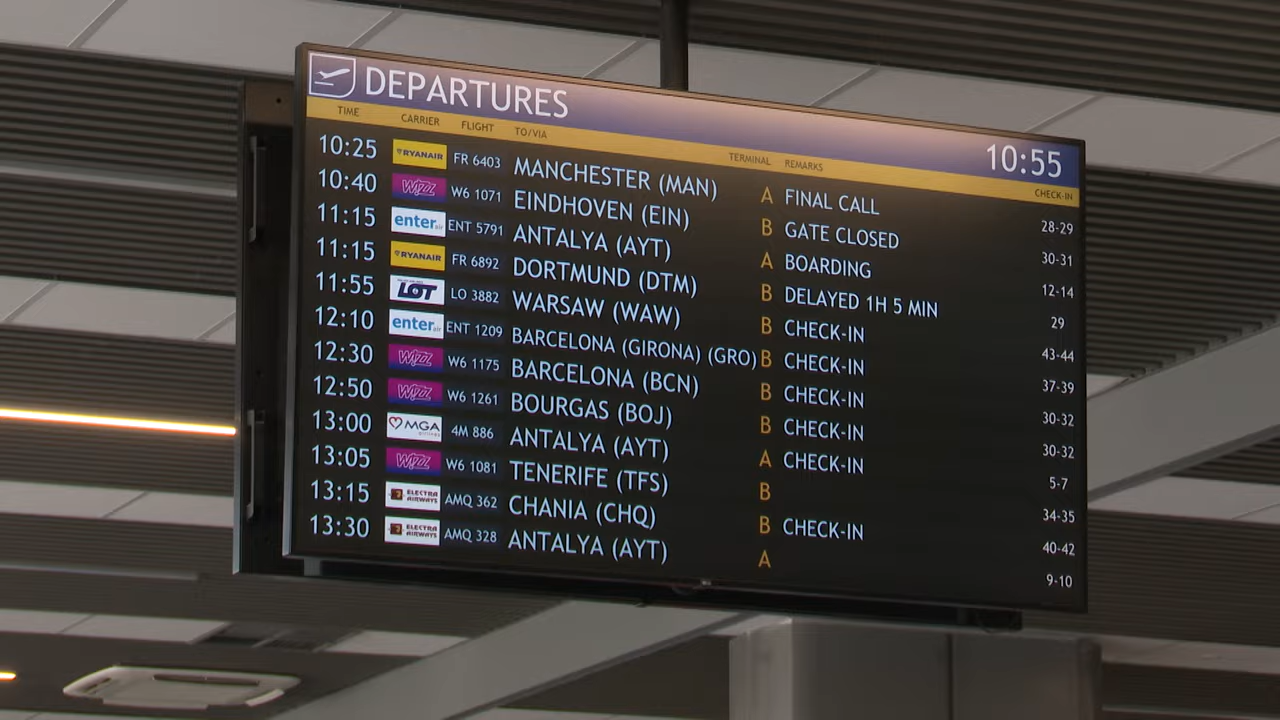 DEPARTURES 10:55
TIME CARRIER FLIGHT TO/VIA TERMINAL REMARKS CHECK-IN
10:25 RYANAIR FR 6403 MANCHESTER (MAN) A FINAL CALL 28-29
10:40 WIZZ W6 1071 EINDHOVEN (EIN) B GATE CLOSED 30-31
11:15 enter air ENT 5791 ANTALYA (AYT) A BOARDING 12-14
11:15 RYANAIR FR 6892 DORTMUND (DTM) B DELAYED 1H 5 MIN 29
11:55 LOT LO 3882 WARSAW (WAW) B CHECK-IN 43-44
12:10 enter air ENT 1209 BARCELONA (GIRONA) (GRO) B CHECK-IN 37-39
12:30 WIZZ W6 1175 BARCELONA (BCN) B CHECK-IN 30-32
12:50 WIZZ W6 1261 BOURGAS (BOJ) B CHECK-IN 30-32
13:00 MGA airlines 4M 886 ANTALYA (AYT) A CHECK-IN 5-7
13:05 WIZZ W6 1081 TENERIFE (TFS) B 34-35
13:15 ELECTRA AIRWAYS AMQ 362 CHANIA (CHQ) B CHECK-IN 40-42
13:30 ELECTRA AIRWAYS AMQ 328 ANTALYA (AYT) A 9-10